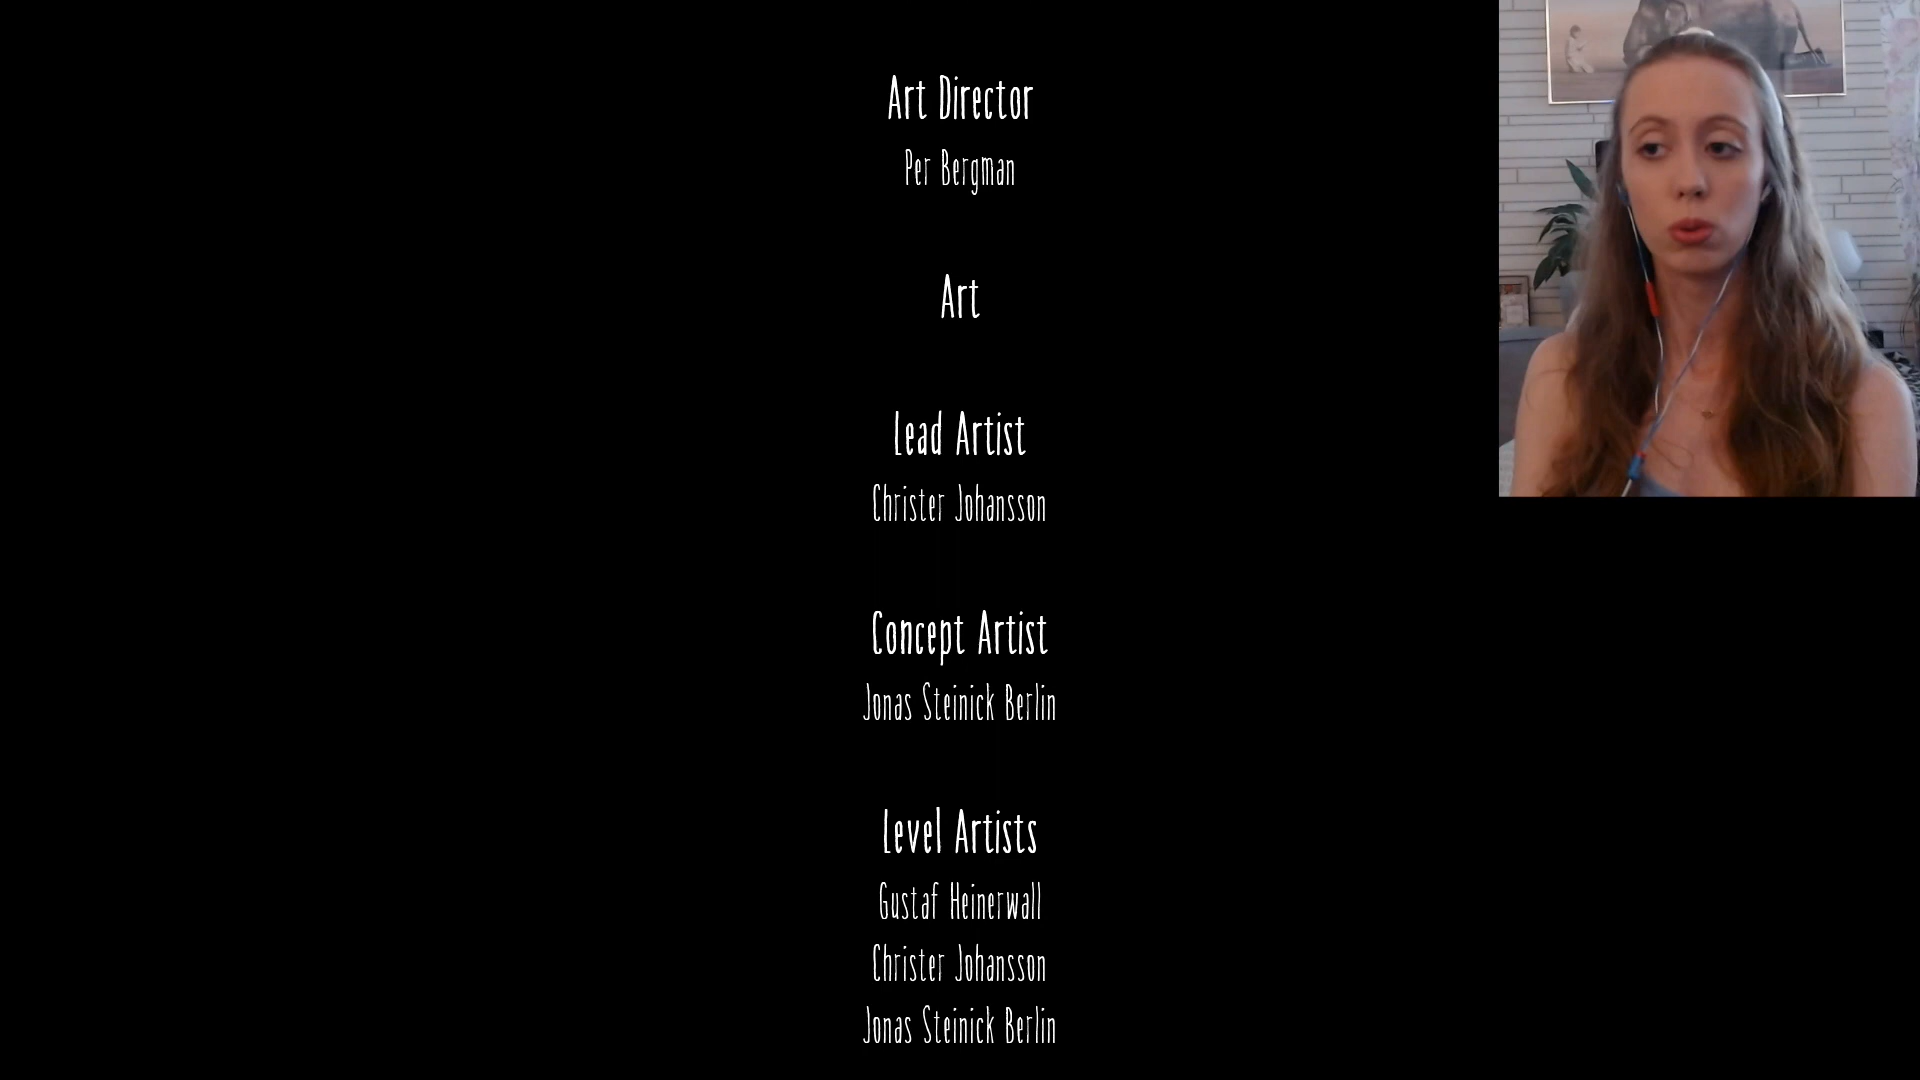 Art Director
Per Bergman
Art
Lead Artist
Christer Johansson
Concept Artist
Jonas Steinick Berlin
Level Artists
Gustaf Heinerwall
Christer Johansson
Jonas Steinick Berlin